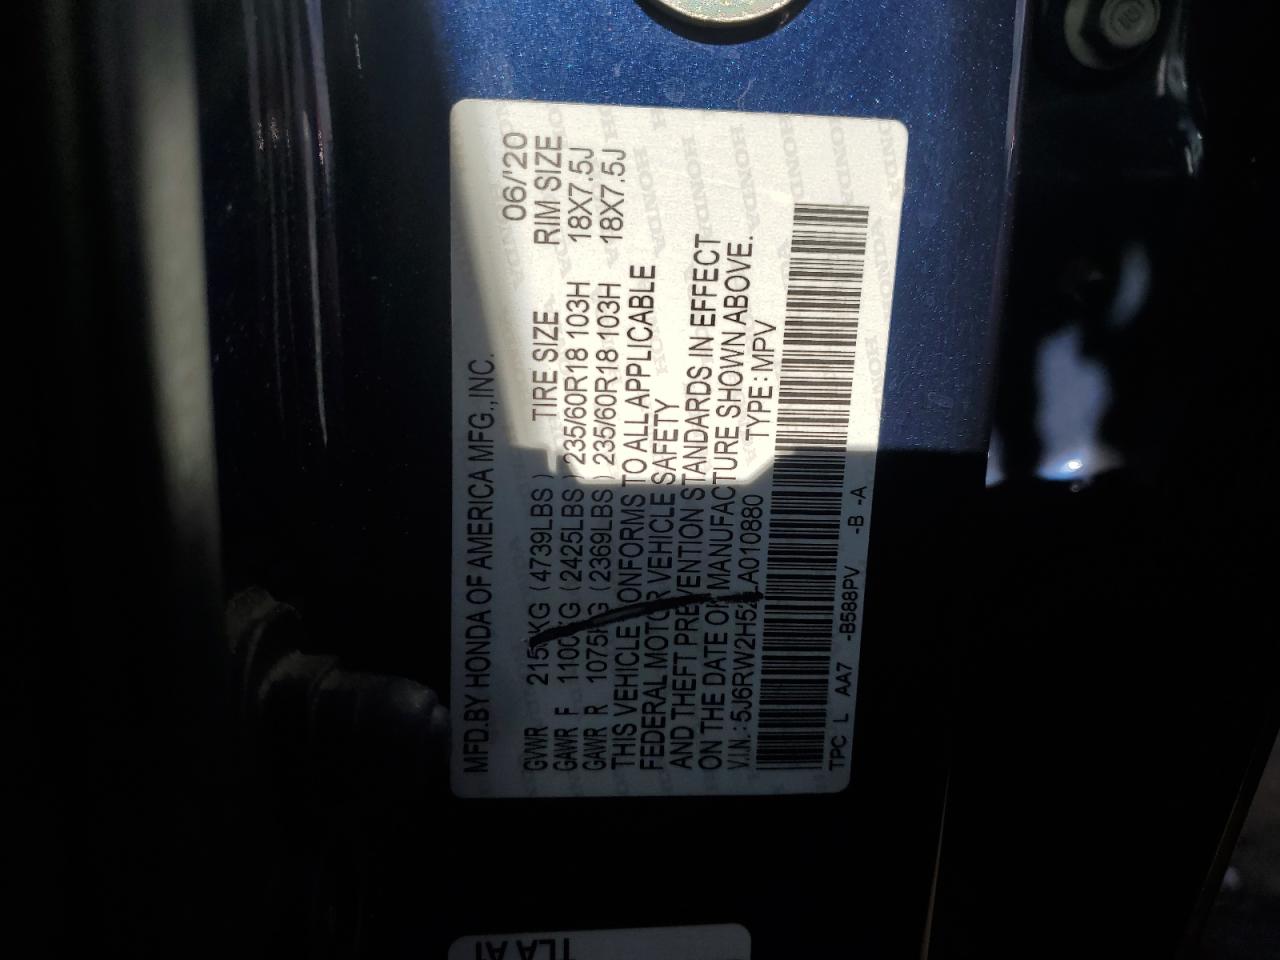 MFD.BY HONDA OF AMERICA MFG.,INC. 06/'20
GVWR KG (4739LBS) TIRE SIZE RIM SIZE
GAWR F 1100KG (2425LBS) 235/60R18 103H 18X7.5J
GAWR R 1075KG (2369LBS) 235/60R18 103H 18X7.5J
THIS VEHICLE CONFORMS TO ALL APPLICABLE
FEDERAL MOTOR VEHICLE SAFETY
AND THEFT PREVENTION STANDARDS IN EFFECT
ON THE DATE OF MANUFACTURE SHOWN ABOVE.
V.I.N.: TYPE:MPV
TPC L AA7 -B588PV -B -A